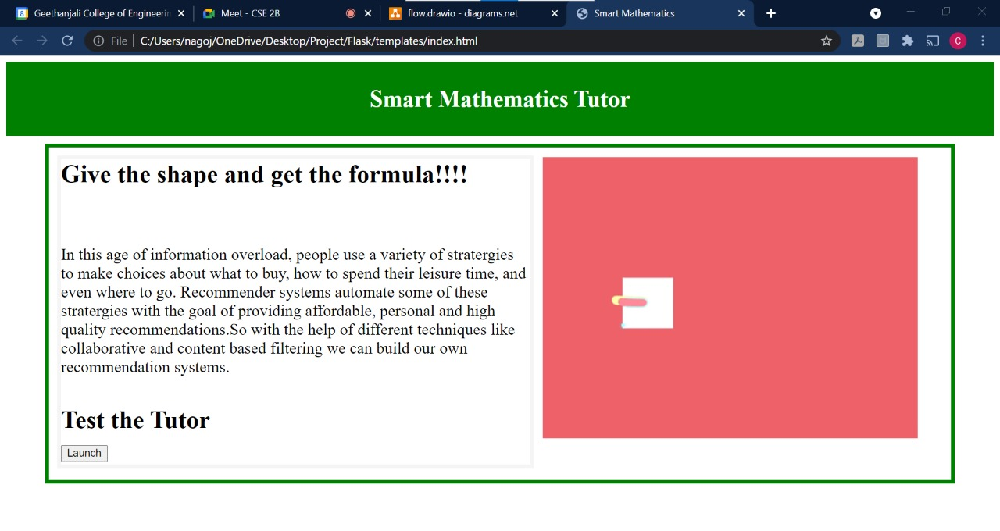 Geethanjali College of Engineerin
Meet - CSE 2B
flow.drawio - diagrams.net
Smart Mathematics
File
C:/Users/nagoj/OneDrive/Desktop/Project/Flask/templates/index.html
C
Smart Mathematics Tutor
Give the shape and get the formula!!!!
In this age of information overload, people use a variety of stratergies
to make choices about what to buy, how to spend their leisure time, and
even where to go. Recommender systems automate some of these
stratergies with the goal of providing affordable, personal and high
quality recommendations.So with the help of different techniques like
collaborative and content based filtering we can build our own
recommendation systems.
Test the Tutor
Launch